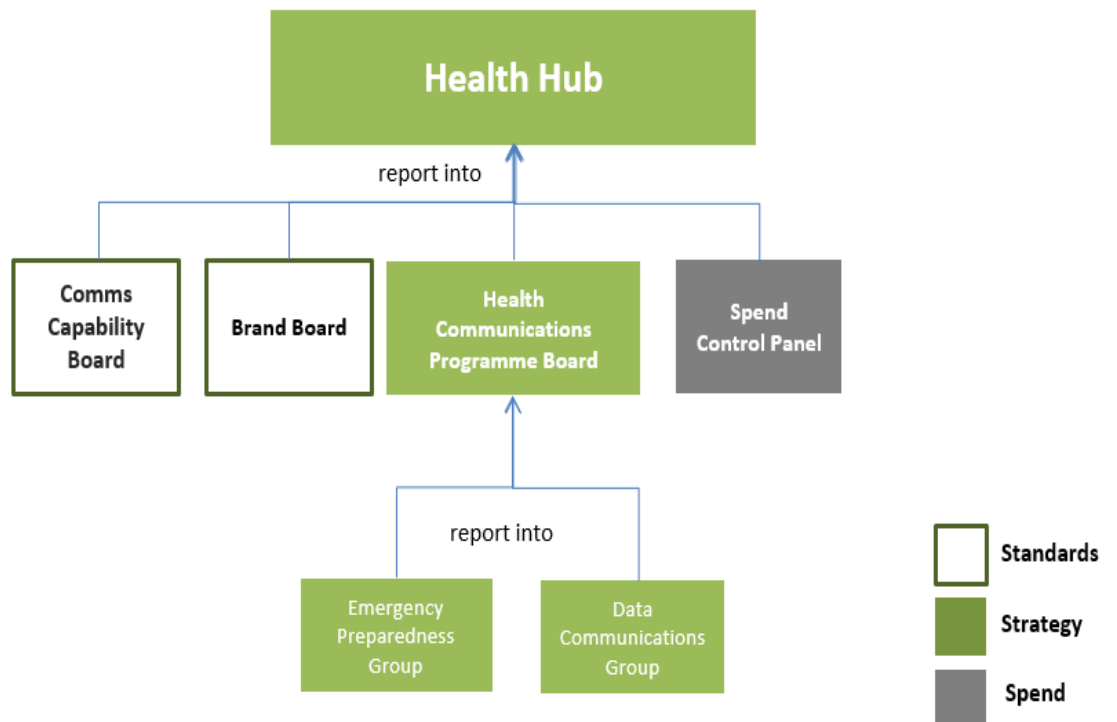 Health Hub
report into
Comms
Capability
Board
Brand Board
Health
Communications
Programme Board
Spend
Control Panel
report into
Emergency
Preparedness
Group
Data
Communications
Group
Standards
Strategy
Spend